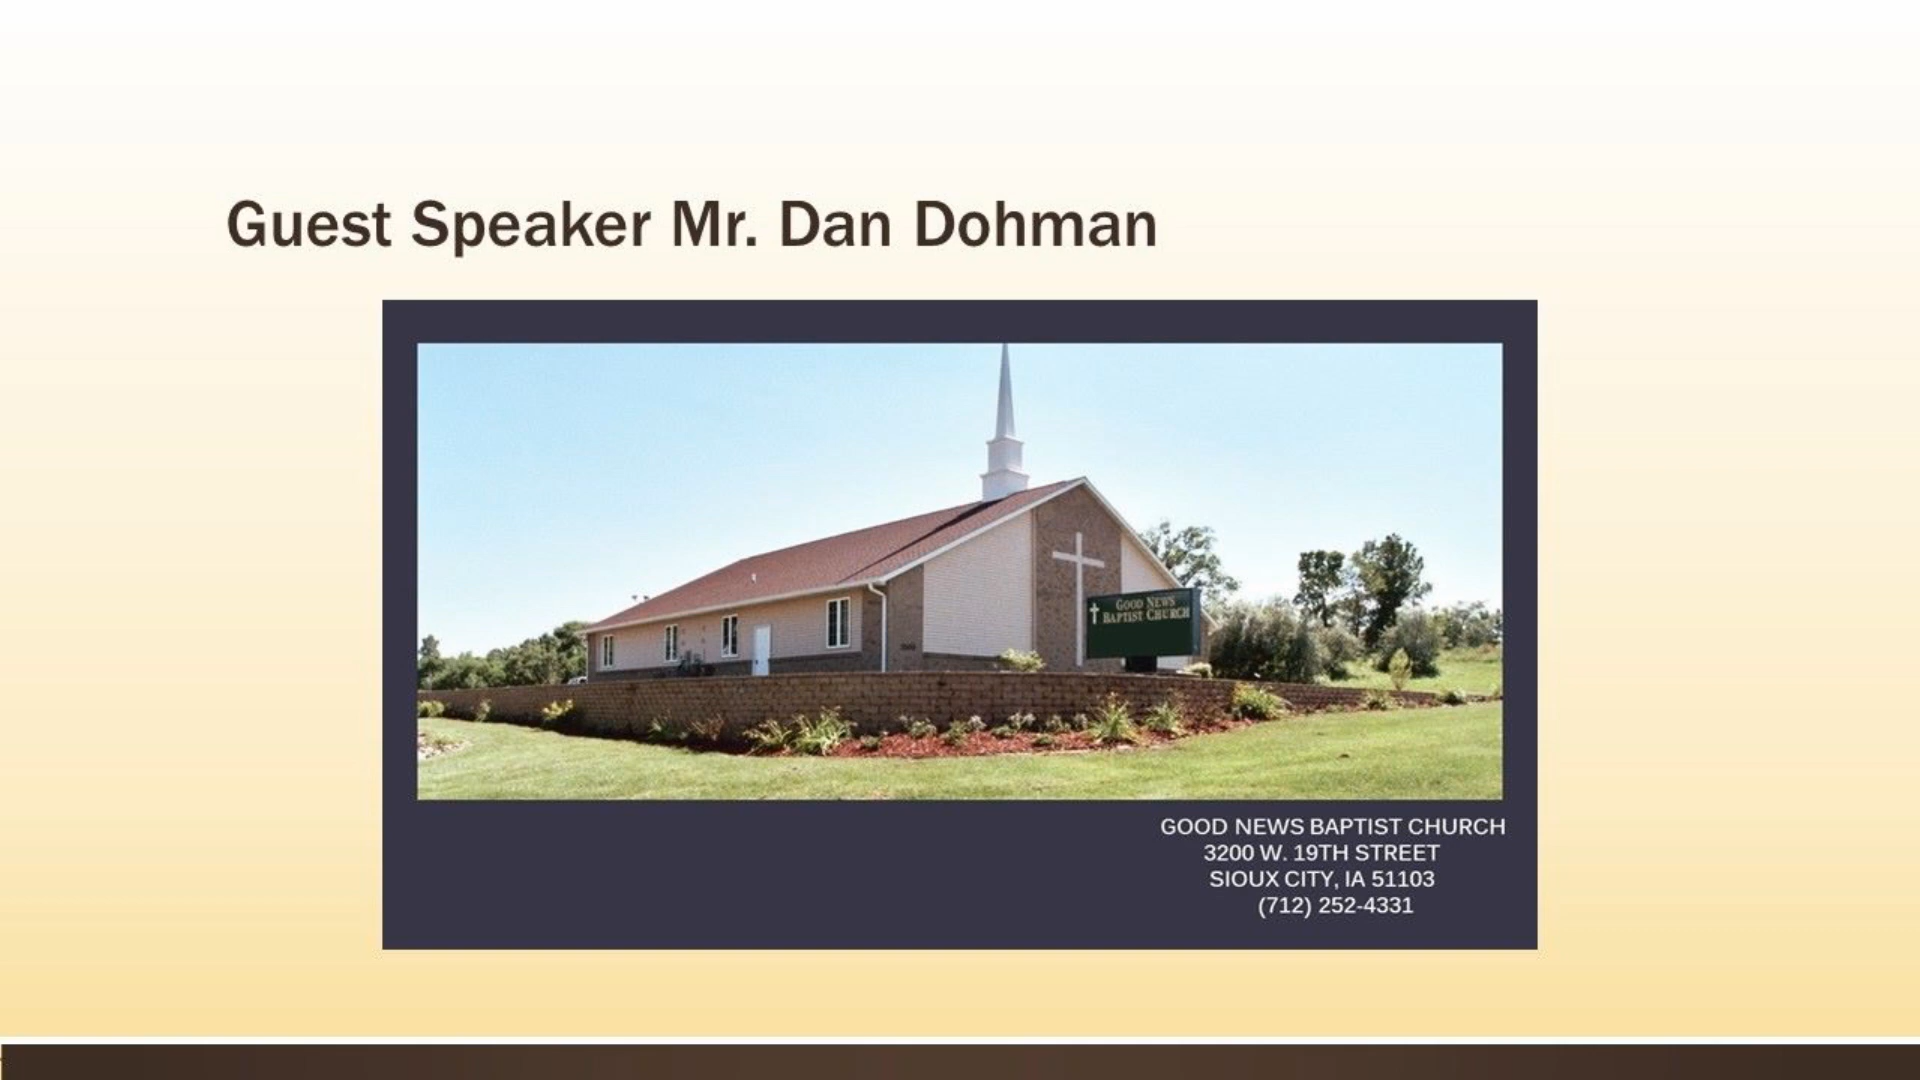 Guest Speaker Mr. Dan Dohman
GOOD NEWS
BAPTIST CHURCH
GOOD NEWS BAPTIST CHURCH
3200 W. 19TH STREET
SIOUX CITY, IA 51103
(712) 252-4331